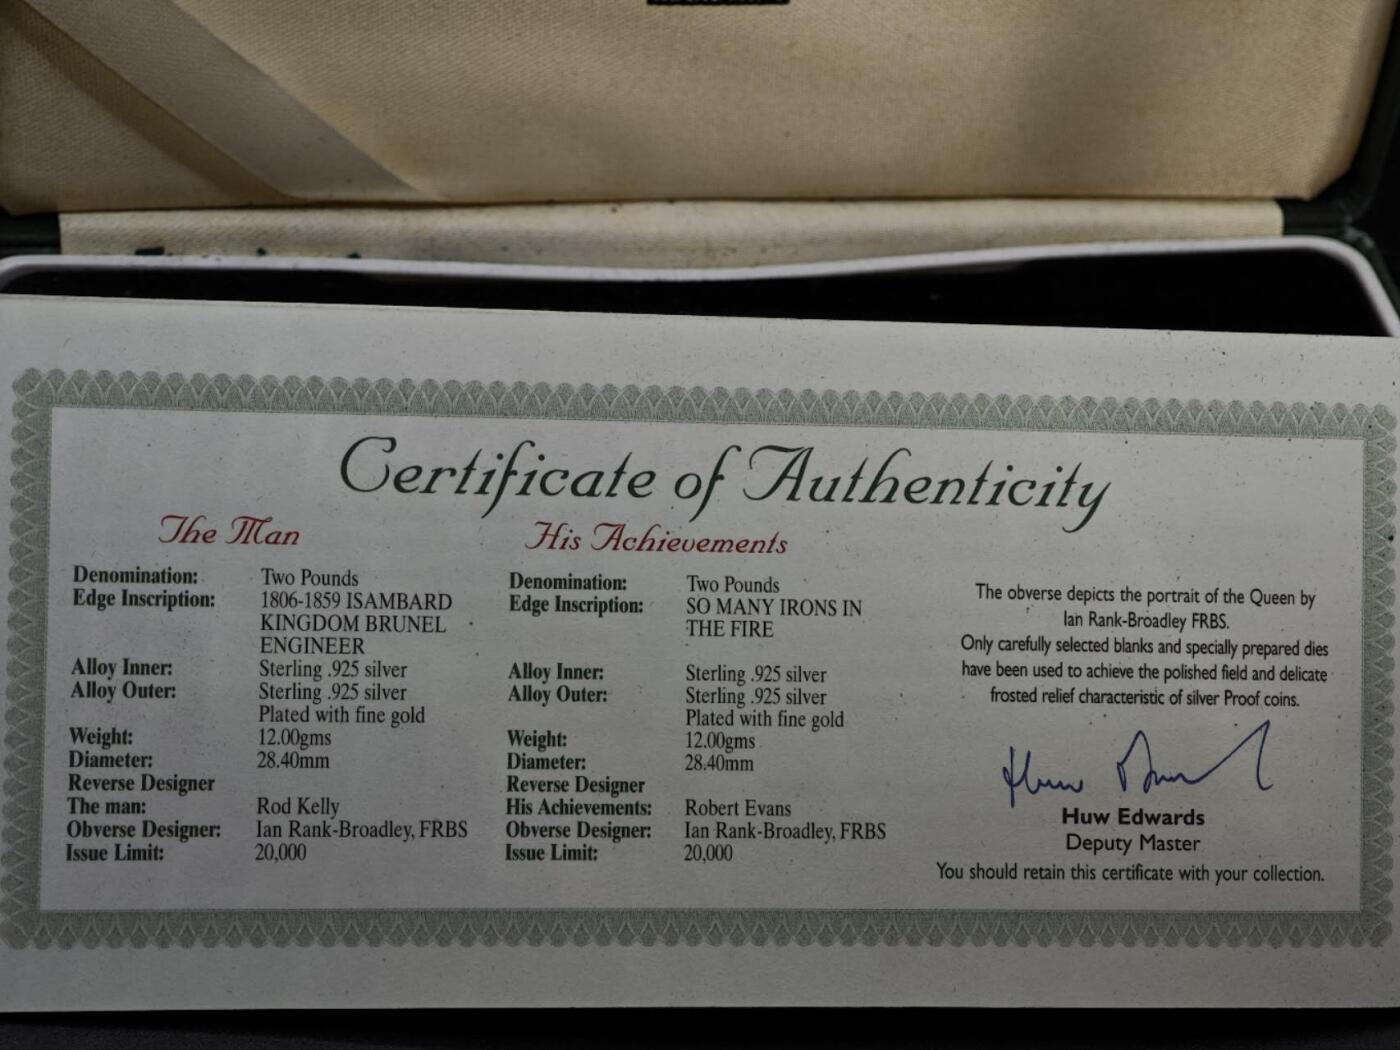 Certificate of Authenticity
The Man
Denomination: Two Pounds
Edge Inscription: 1806-1859 ISAMBARD
KINGDOM BRUNEL
ENGINEER
Alloy Inner: Sterling .925 silver
Alloy Outer: Sterling .925 silver
Plated with fine gold
Weight: 12.00gms
Diameter: 28.40mm
Reverse Designer
The man: Rod Kelly
Obverse Designer: Ian Rank-Broadley, FRBS
Issue Limit: 20,000
His Achievements
Denomination: Two Pounds
Edge Inscription: SO MANY IRONS IN
THE FIRE
Alloy Inner: Sterling .925 silver
Alloy Outer: Sterling .925 silver
Plated with fine gold
Weight: 12.00gms
Diameter: 28.40mm
Reverse Designer
His Achievements: Robert Evans
Obverse Designer: Ian Rank-Broadley, FRBS
Issue Limit: 20,000
The obverse depicts the portrait of the Queen by
Ian Rank-Broadley FRBS.
Only carefully selected blanks and specially prepared dies
have been used to achieve the polished field and delicate
frosted relief characteristic of silver Proof coins.
Huw Edwards
Deputy Master
You should retain this certificate with your collection.